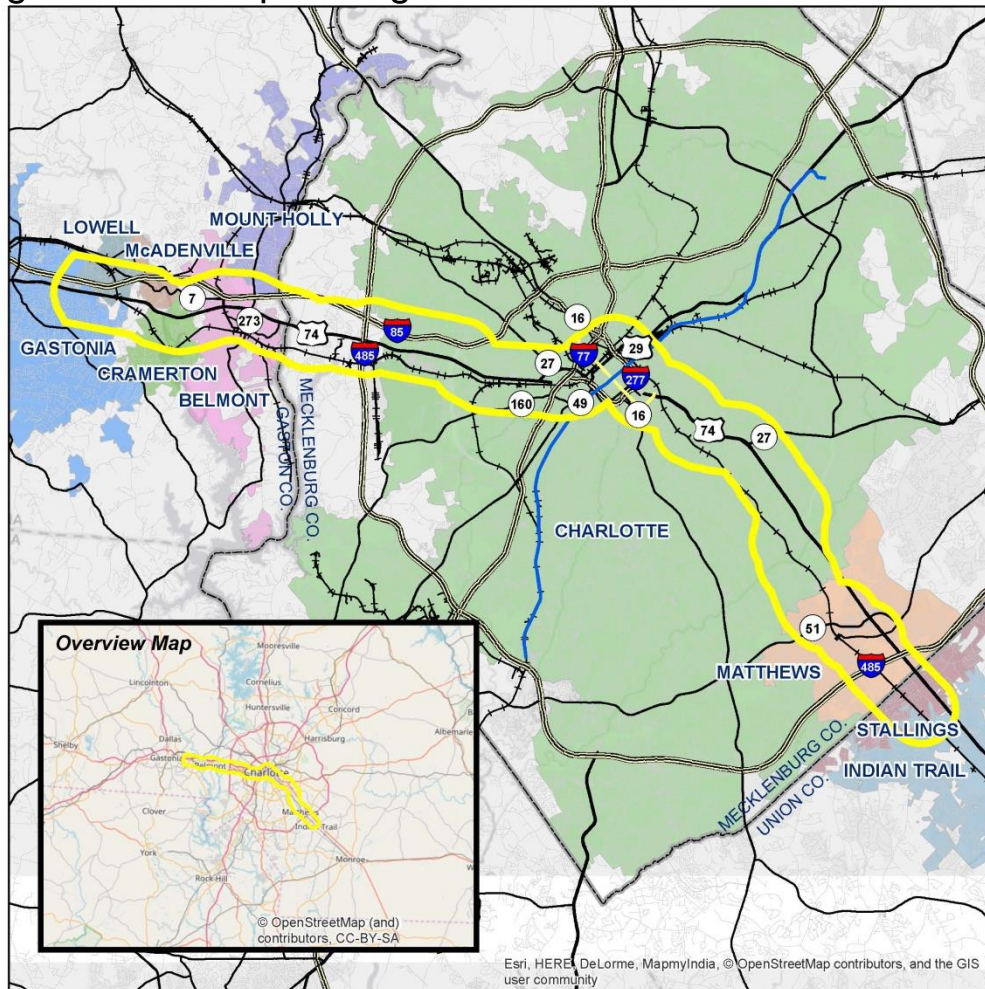 LOWELL
McADENVILLE
MOUNT HOLLY
7
273
74
85
485
GASTONIA
CRAMERTON
BELMONT
GASTON CO.
MECKLENBURG CO.
16
77
29
27
277
160
49
16
74
27
CHARLOTTE
51
MATTHEWS
485
STALLINGS
INDIAN TRAIL
MECKLENBURG CO.
UNION CO.
Overview Map
Mooresville
Lincolnton
Cornelius
Huntersville
Concord
Harrisburg
Albemarle
Shelby
Dallas
Gastonia
Belmont
Charlotte
Matthews
Indian Trail
Clover
York
Monroe
Rock Hill
© OpenStreetMap (and)
contributors, CC-BY-SA
Esri, HERE, DeLorme, MapmyIndia, © OpenStreetMap contributors, and the GIS
user community